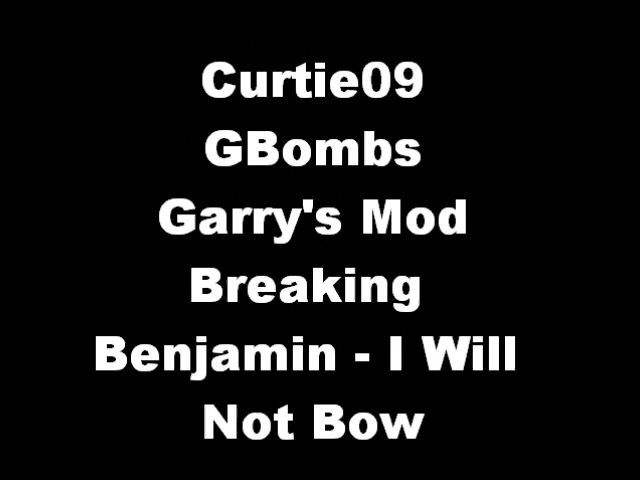 Curtie09
GBombs
Garry's Mod
Breaking
Benjamin - I Will
Not Bow